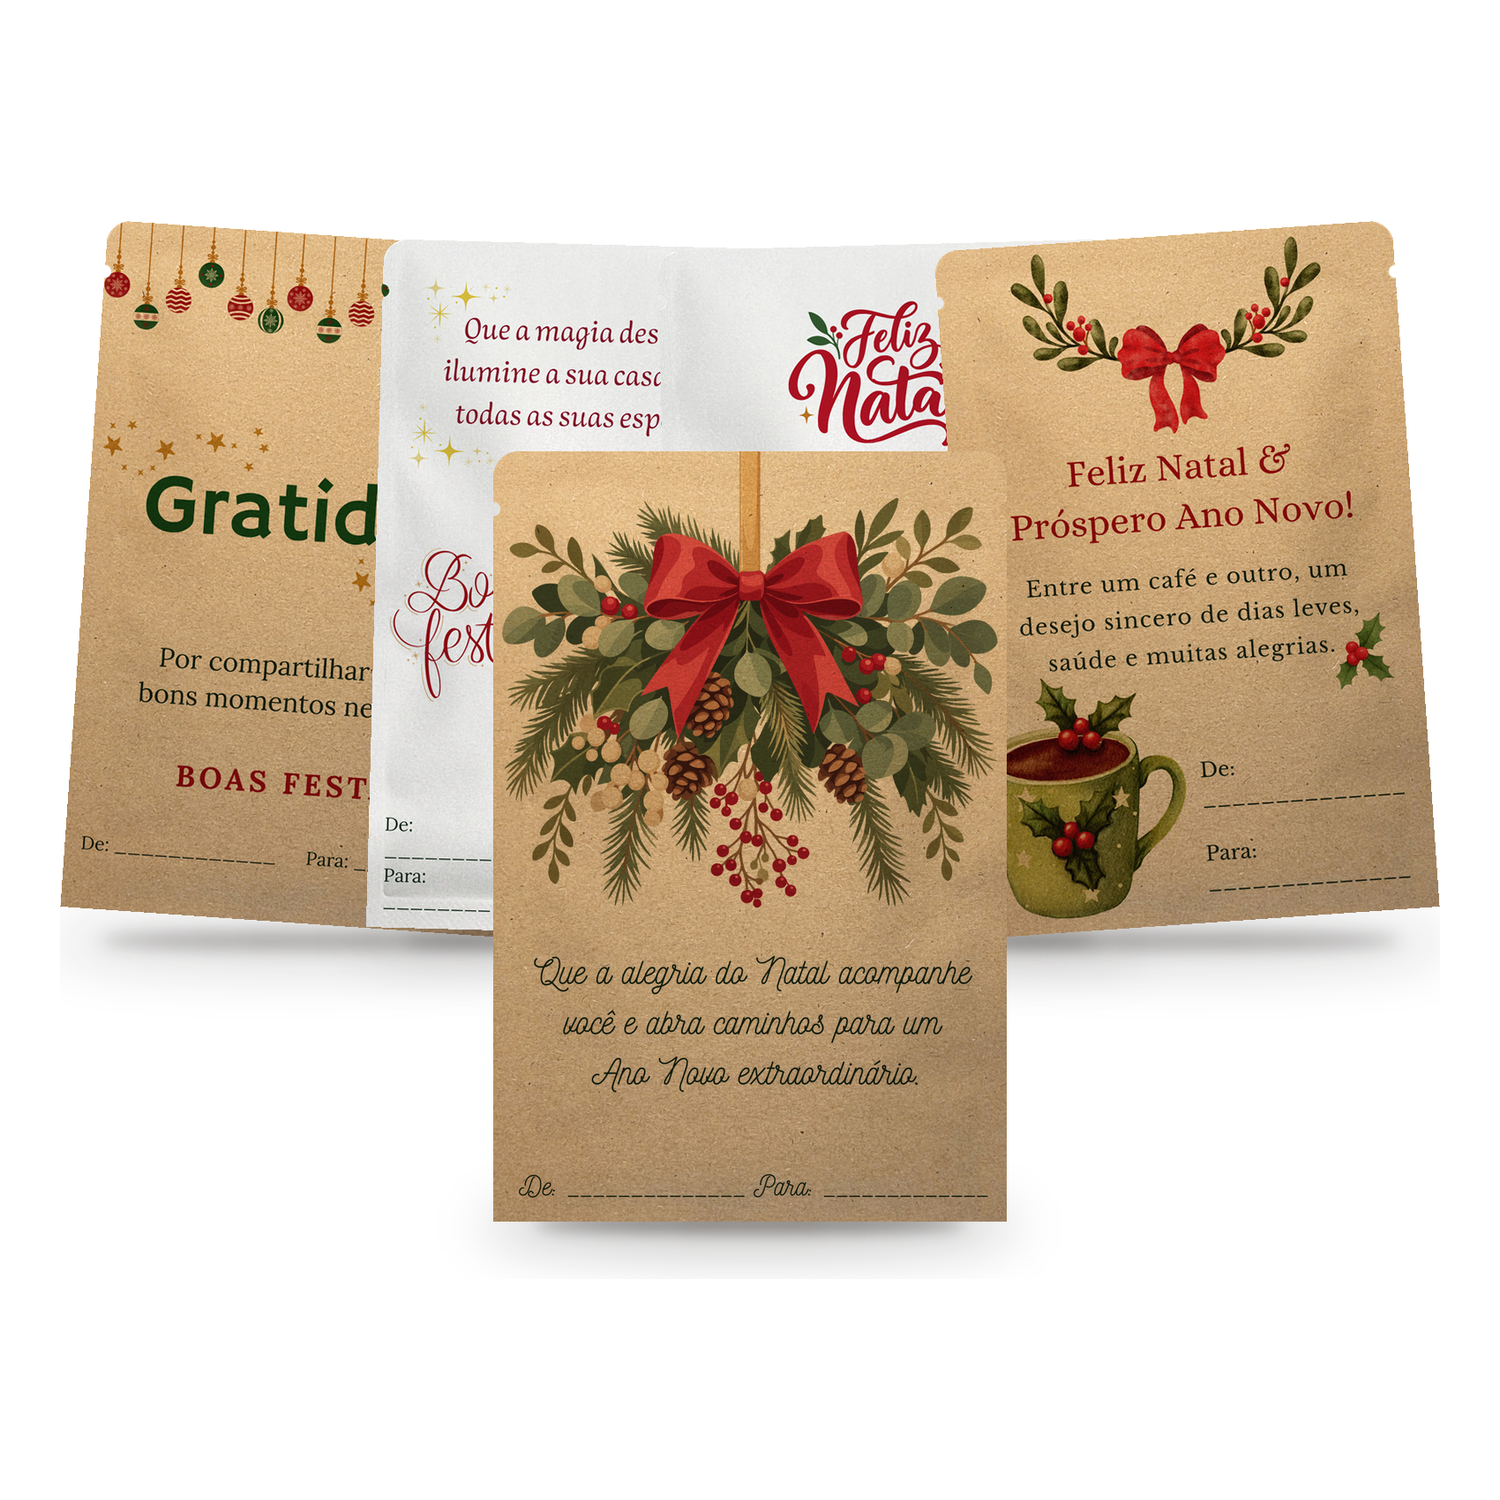 Gratid
Por compartilhar
bons momentos ne
BOAS FEST
De: Para:
Que a magia des
ilumine a sua casa
todas as suas esp
Bo
fest
De:
Para:
Feliz
Nata
Feliz Natal &
Próspero Ano Novo!
Entre um café e outro, um
desejo sincero de dias leves,
saúde e muitas alegrias.
De:
Para:
Que a alegria do Natal acompanhe
você e abra caminhos para um
Ano Novo extraordinário.
De: Para: